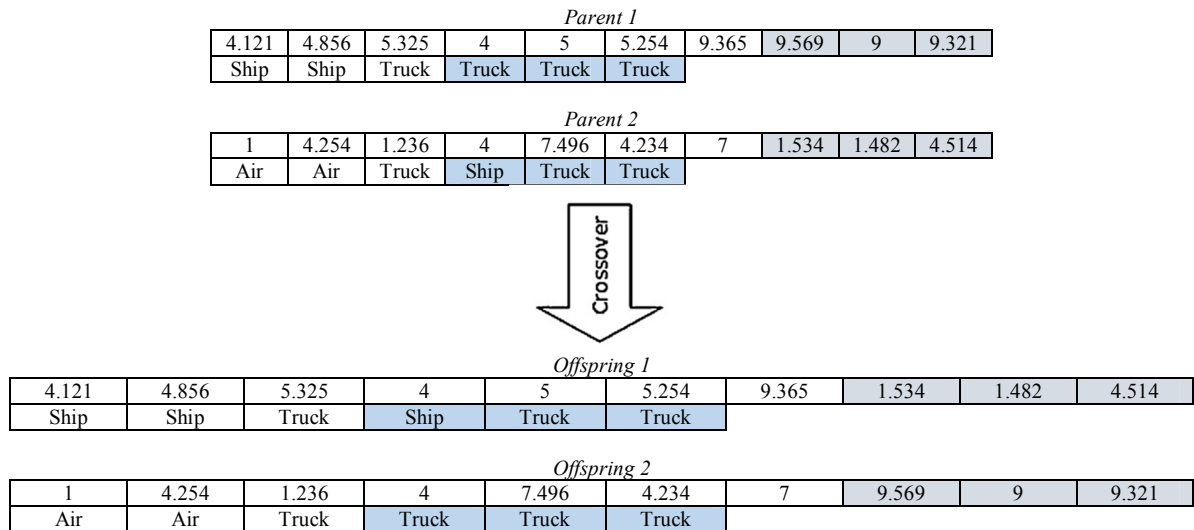 Parent 1
4.121 4.856 5.325 4 5 5.254 9.365 9.569 9 9.321
Ship Ship Truck Truck Truck Truck
Parent 2
1 4.254 1.236 4 7.496 4.234 7 1.534 1.482 4.514
Air Air Truck Ship Truck Truck
Crossover
Offspring 1
4.121 4.856 5.325 4 5 5.254 9.365 1.534 1.482 4.514
Ship Ship Truck Ship Truck Truck
Offspring 2
1 4.254 1.236 4 7.496 4.234 7 9.569 9 9.321
Air Air Truck Truck Truck Truck